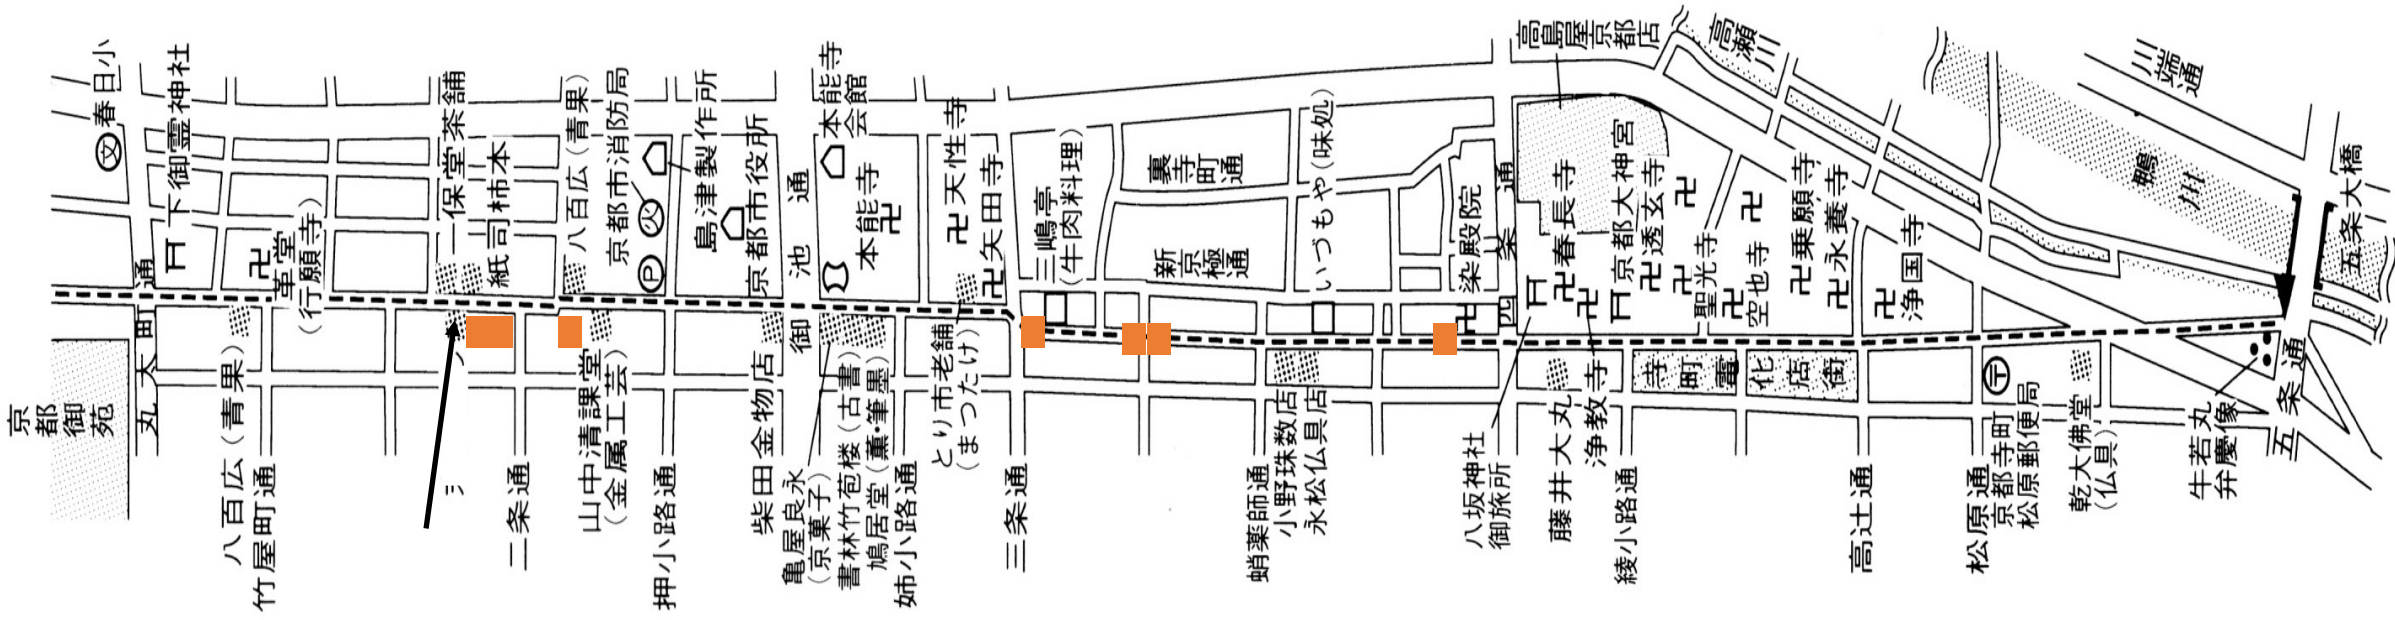 京都御苑
春日小
文
下御霊神社
丸太町通
八百広(青果)
竹屋町通
革堂
(行願寺)
一保堂茶舗
紙司柿本
二条通
八百広(青果)
京都市消防局
火
P
山中清課堂
(金属工芸)
押小路通
島津製作所
京都市役所
柴田金物店
御池通
亀屋良永
(京菓子)
書林竹苞楼(古書)
鳩居堂(薫・筆墨)
姉小路通
本能寺会館
本能寺
天性寺
矢田寺
とり市老舗
(まつたけ)
三条通
三嶋亭
(牛肉料理)
裏寺町通
新京極通
蛸薬師通
小野珠数店
永松仏具店
いづもや(味処)
染殿院
四条通
八坂神社
御旅所
高島屋京都店
春長寺
藤井大丸
浄教寺
京都大神宮
透玄寺
綾小路通
寺町電化店街
聖光寺
空也寺
乗願寺
永養寺
高辻通
浄国寺
松原通
京都寺町
松原郵便局
乾大佛堂
(仏具)
牛若丸
弁慶像
五条通
五条大橋
高瀬川
鴨川
川端通